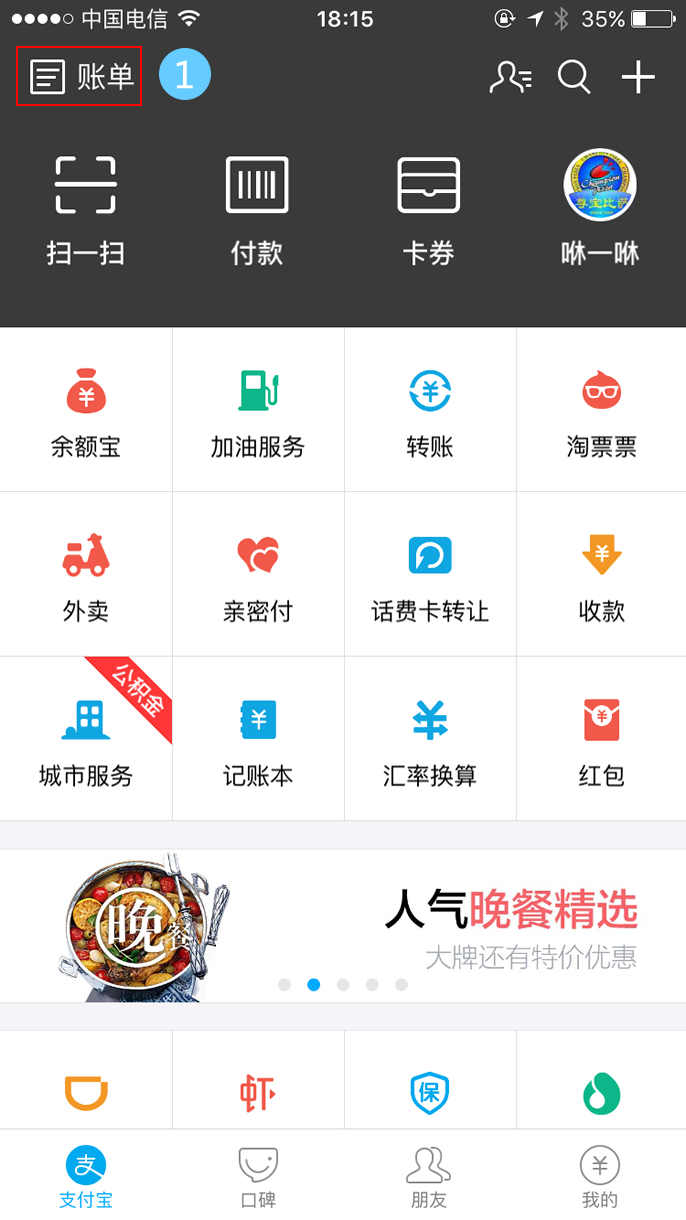 中国电信 18:15 35%
账单 1
扫一扫 付款 卡券 咻一咻
Champion Pizza
尊宝比萨
余额宝 加油服务 转账 淘票票
外卖 亲密付 话费卡转让 收款
公积金
城市服务 记账本 汇率换算 红包
晚餐
人气晚餐精选
大牌还有特价优惠
虾 保
支
支付宝 口碑 朋友 我的